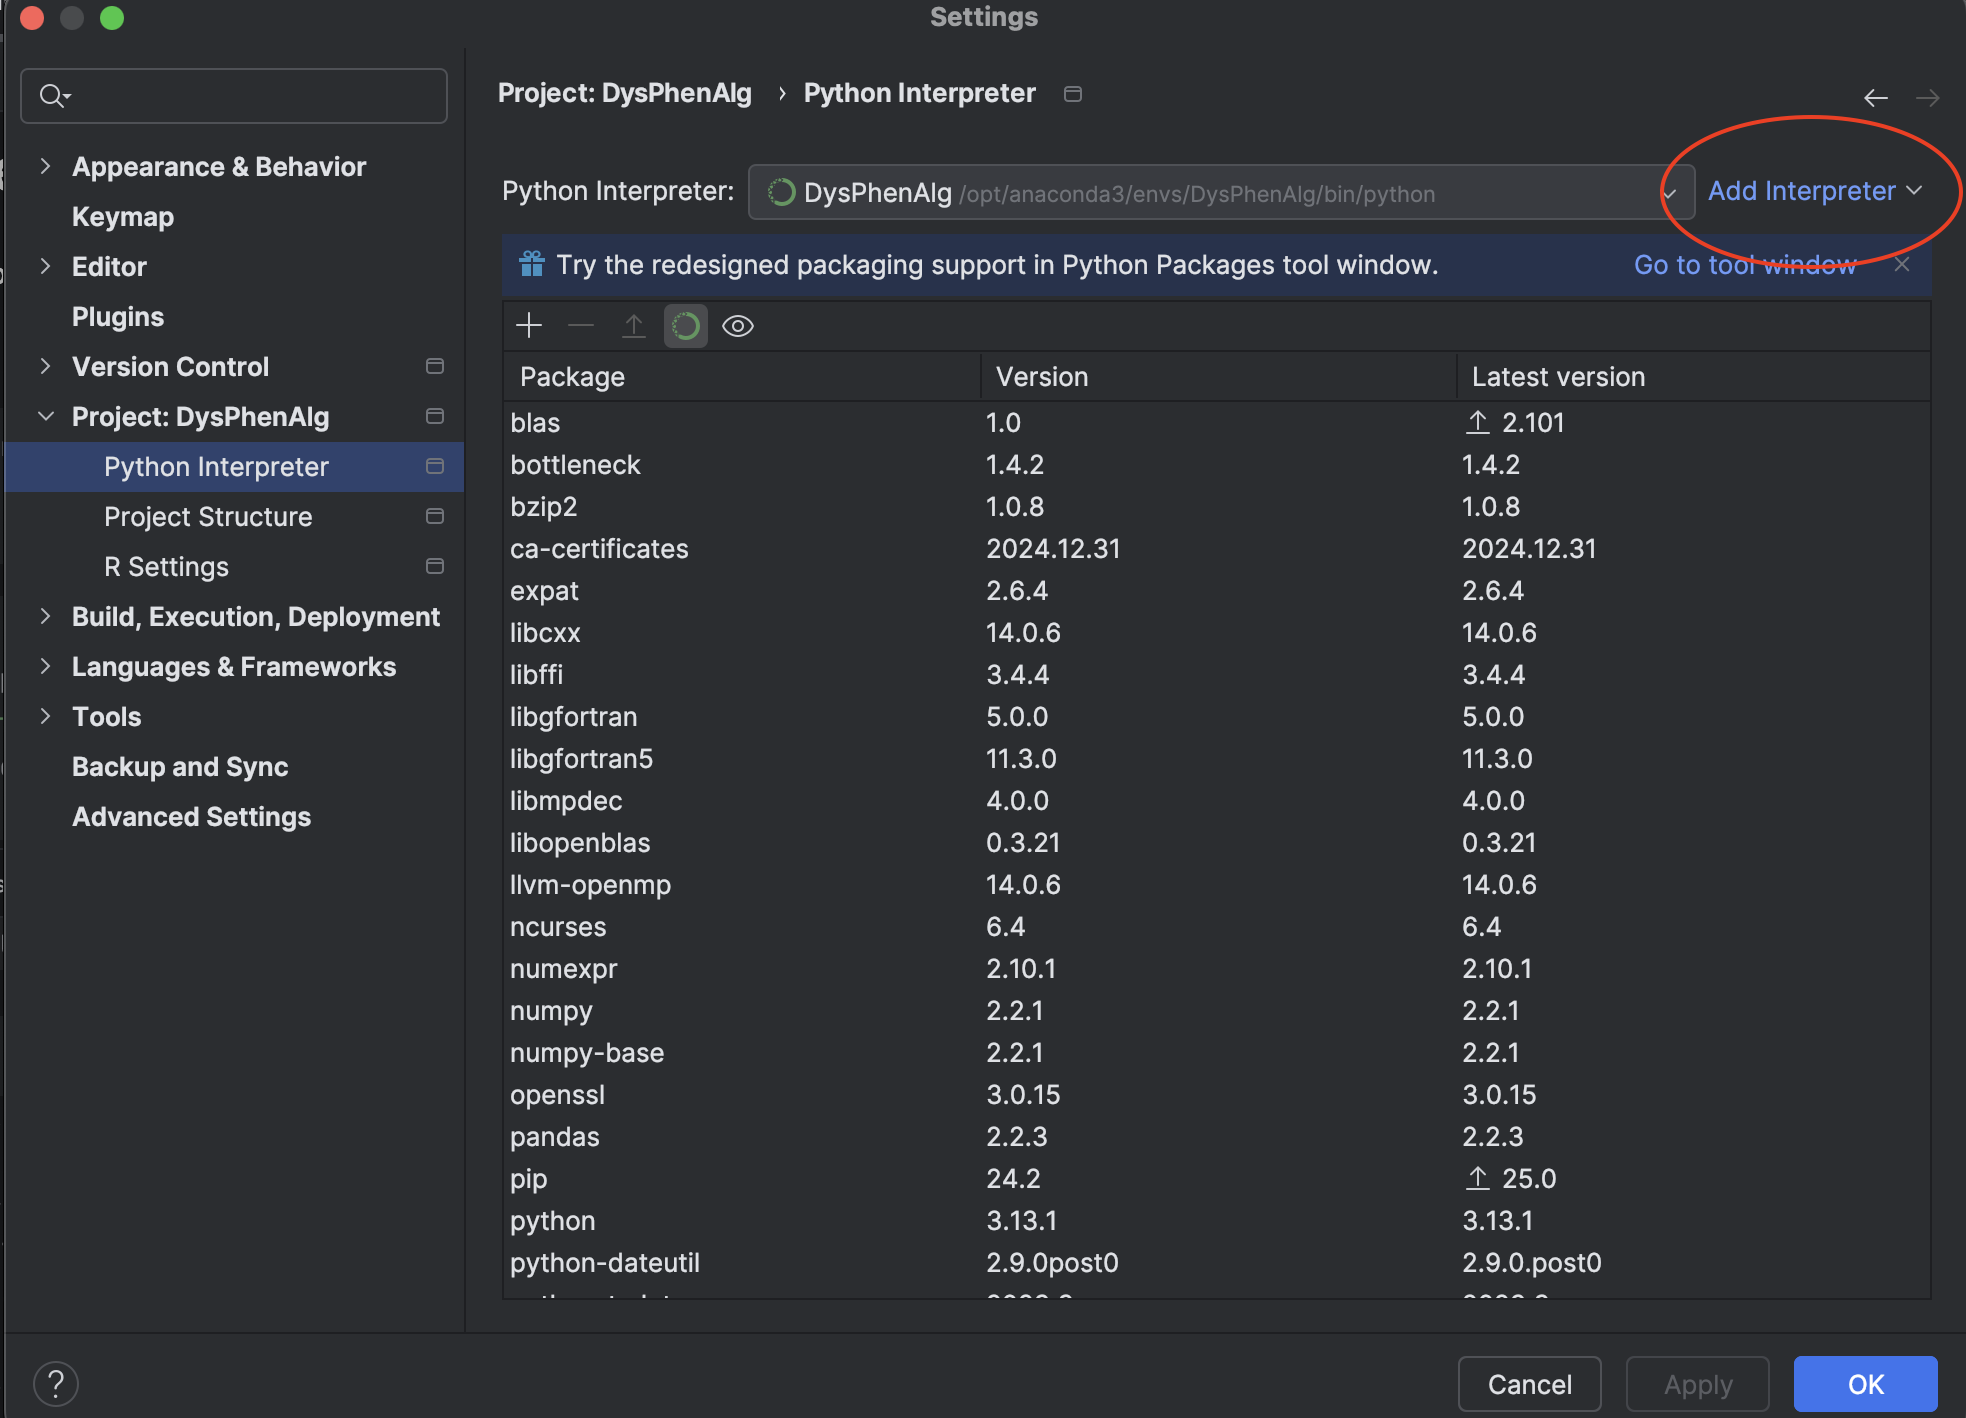 Settings
Project: DysPhenAlg › Python Interpreter
Appearance & Behavior
Keymap
Editor
Plugins
Version Control
Project: DysPhenAlg
Python Interpreter
Project Structure
R Settings
Build, Execution, Deployment
Languages & Frameworks
Tools
Backup and Sync
Advanced Settings
Python Interpreter: DysPhenAlg /opt/anaconda3/envs/DysPhenAlg/bin/python Add Interpreter
Try the redesigned packaging support in Python Packages tool window. Go to tool window
Package Version Latest version
blas 1.0 2.101
bottleneck 1.4.2 1.4.2
bzip2 1.0.8 1.0.8
ca-certificates 2024.12.31 2024.12.31
expat 2.6.4 2.6.4
libcxx 14.0.6 14.0.6
libffi 3.4.4 3.4.4
libgfortran 5.0.0 5.0.0
libgfortran5 11.3.0 11.3.0
libmpdec 4.0.0 4.0.0
libopenblas 0.3.21 0.3.21
llvm-openmp 14.0.6 14.0.6
ncurses 6.4 6.4
numexpr 2.10.1 2.10.1
numpy 2.2.1 2.2.1
numpy-base 2.2.1 2.2.1
openssl 3.0.15 3.0.15
pandas 2.2.3 2.2.3
pip 24.2 25.0
python 3.13.1 3.13.1
python-dateutil 2.9.0post0 2.9.0.post0
?
Cancel
Apply
OK